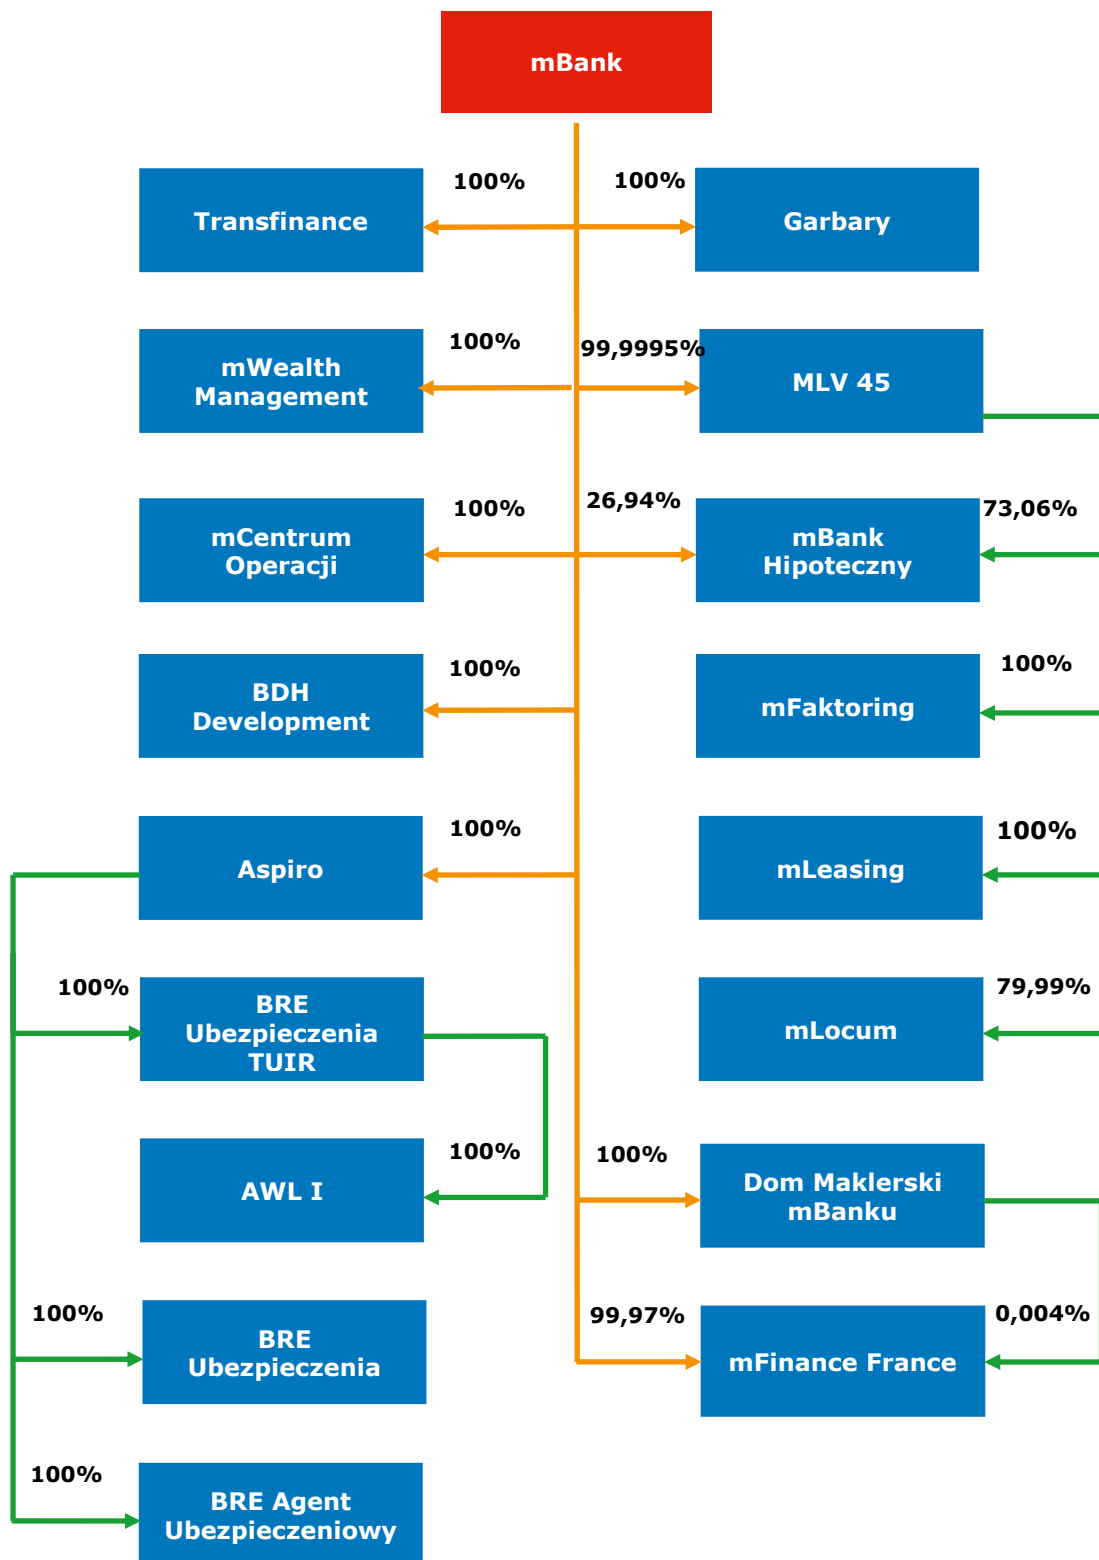 mBank
100%
100%
Transfinance
Garbary
100%
99,9995%
mWealth
Management
MLV 45
100%
26,94%
73,06%
mCentrum
Operacji
mBank
Hipoteczny
100%
100%
BDH
Development
mFaktoring
100%
100%
Aspiro
mLeasing
100%
79,99%
BRE
Ubezpieczenia
TUIR
mLocum
100%
100%
AWL I
Dom Maklerski
mBanku
100%
99,97%
0,004%
BRE
Ubezpieczenia
mFinance France
100%
BRE Agent
Ubezpieczeniowy